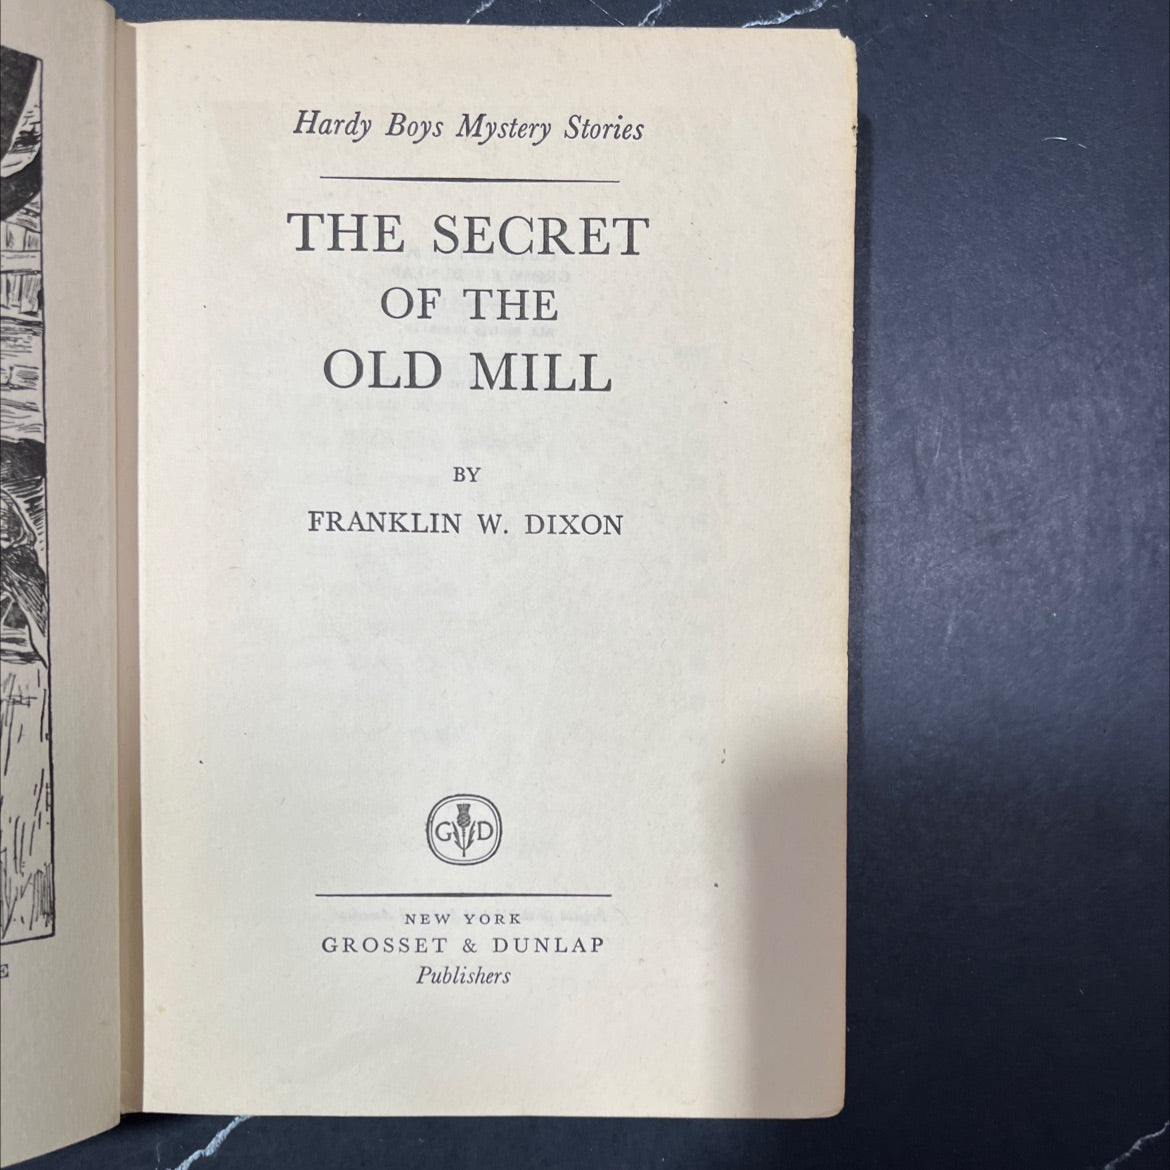 Hardy Boys Mystery Stories
THE SECRET
OF THE
OLD MILL
BY
FRANKLIN W. DIXON
G D
NEW YORK
GROSSET & DUNLAP
Publishers
E